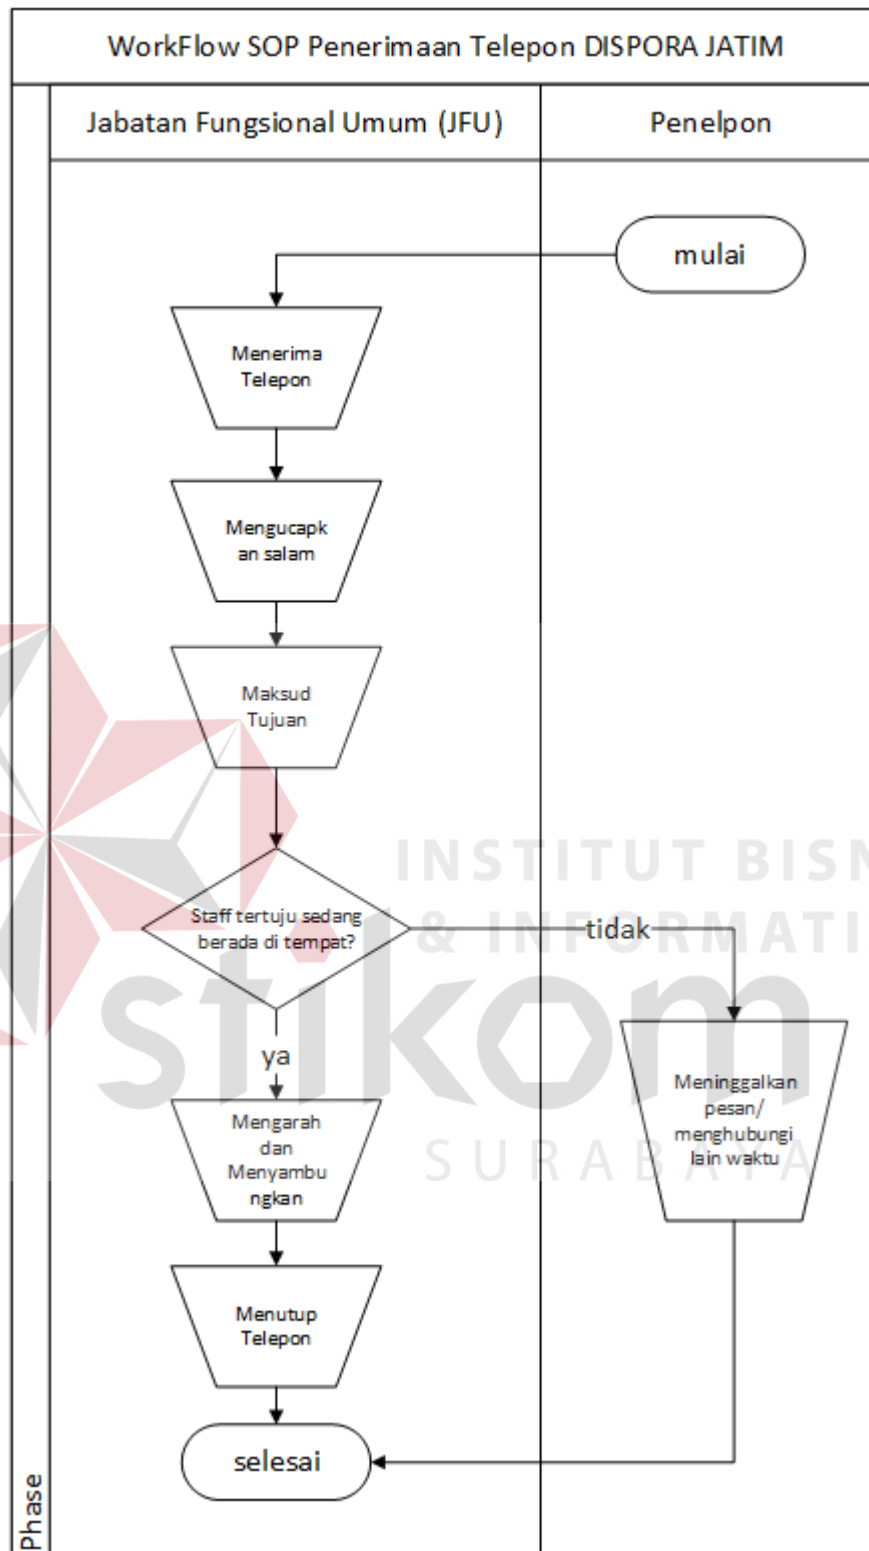 WorkFlow SOP Penerimaan Telepon DISPORA JATIM
Jabatan Fungsional Umum (JFU)
Penelpon
mulai
Menerima
Telepon
Mengucapk
an salam
Maksud
Tujuan
Staff tertuju sedang
berada di tempat?
tidak
ya
Mengarah
dan
Menyambu
ngkan
Meninggalkan
pesan/
menghubungi
lain waktu
Menutup
Telepon
selesai
Phase
INSTITUT BISN
& INFORMATI
stikom
SURABAYA